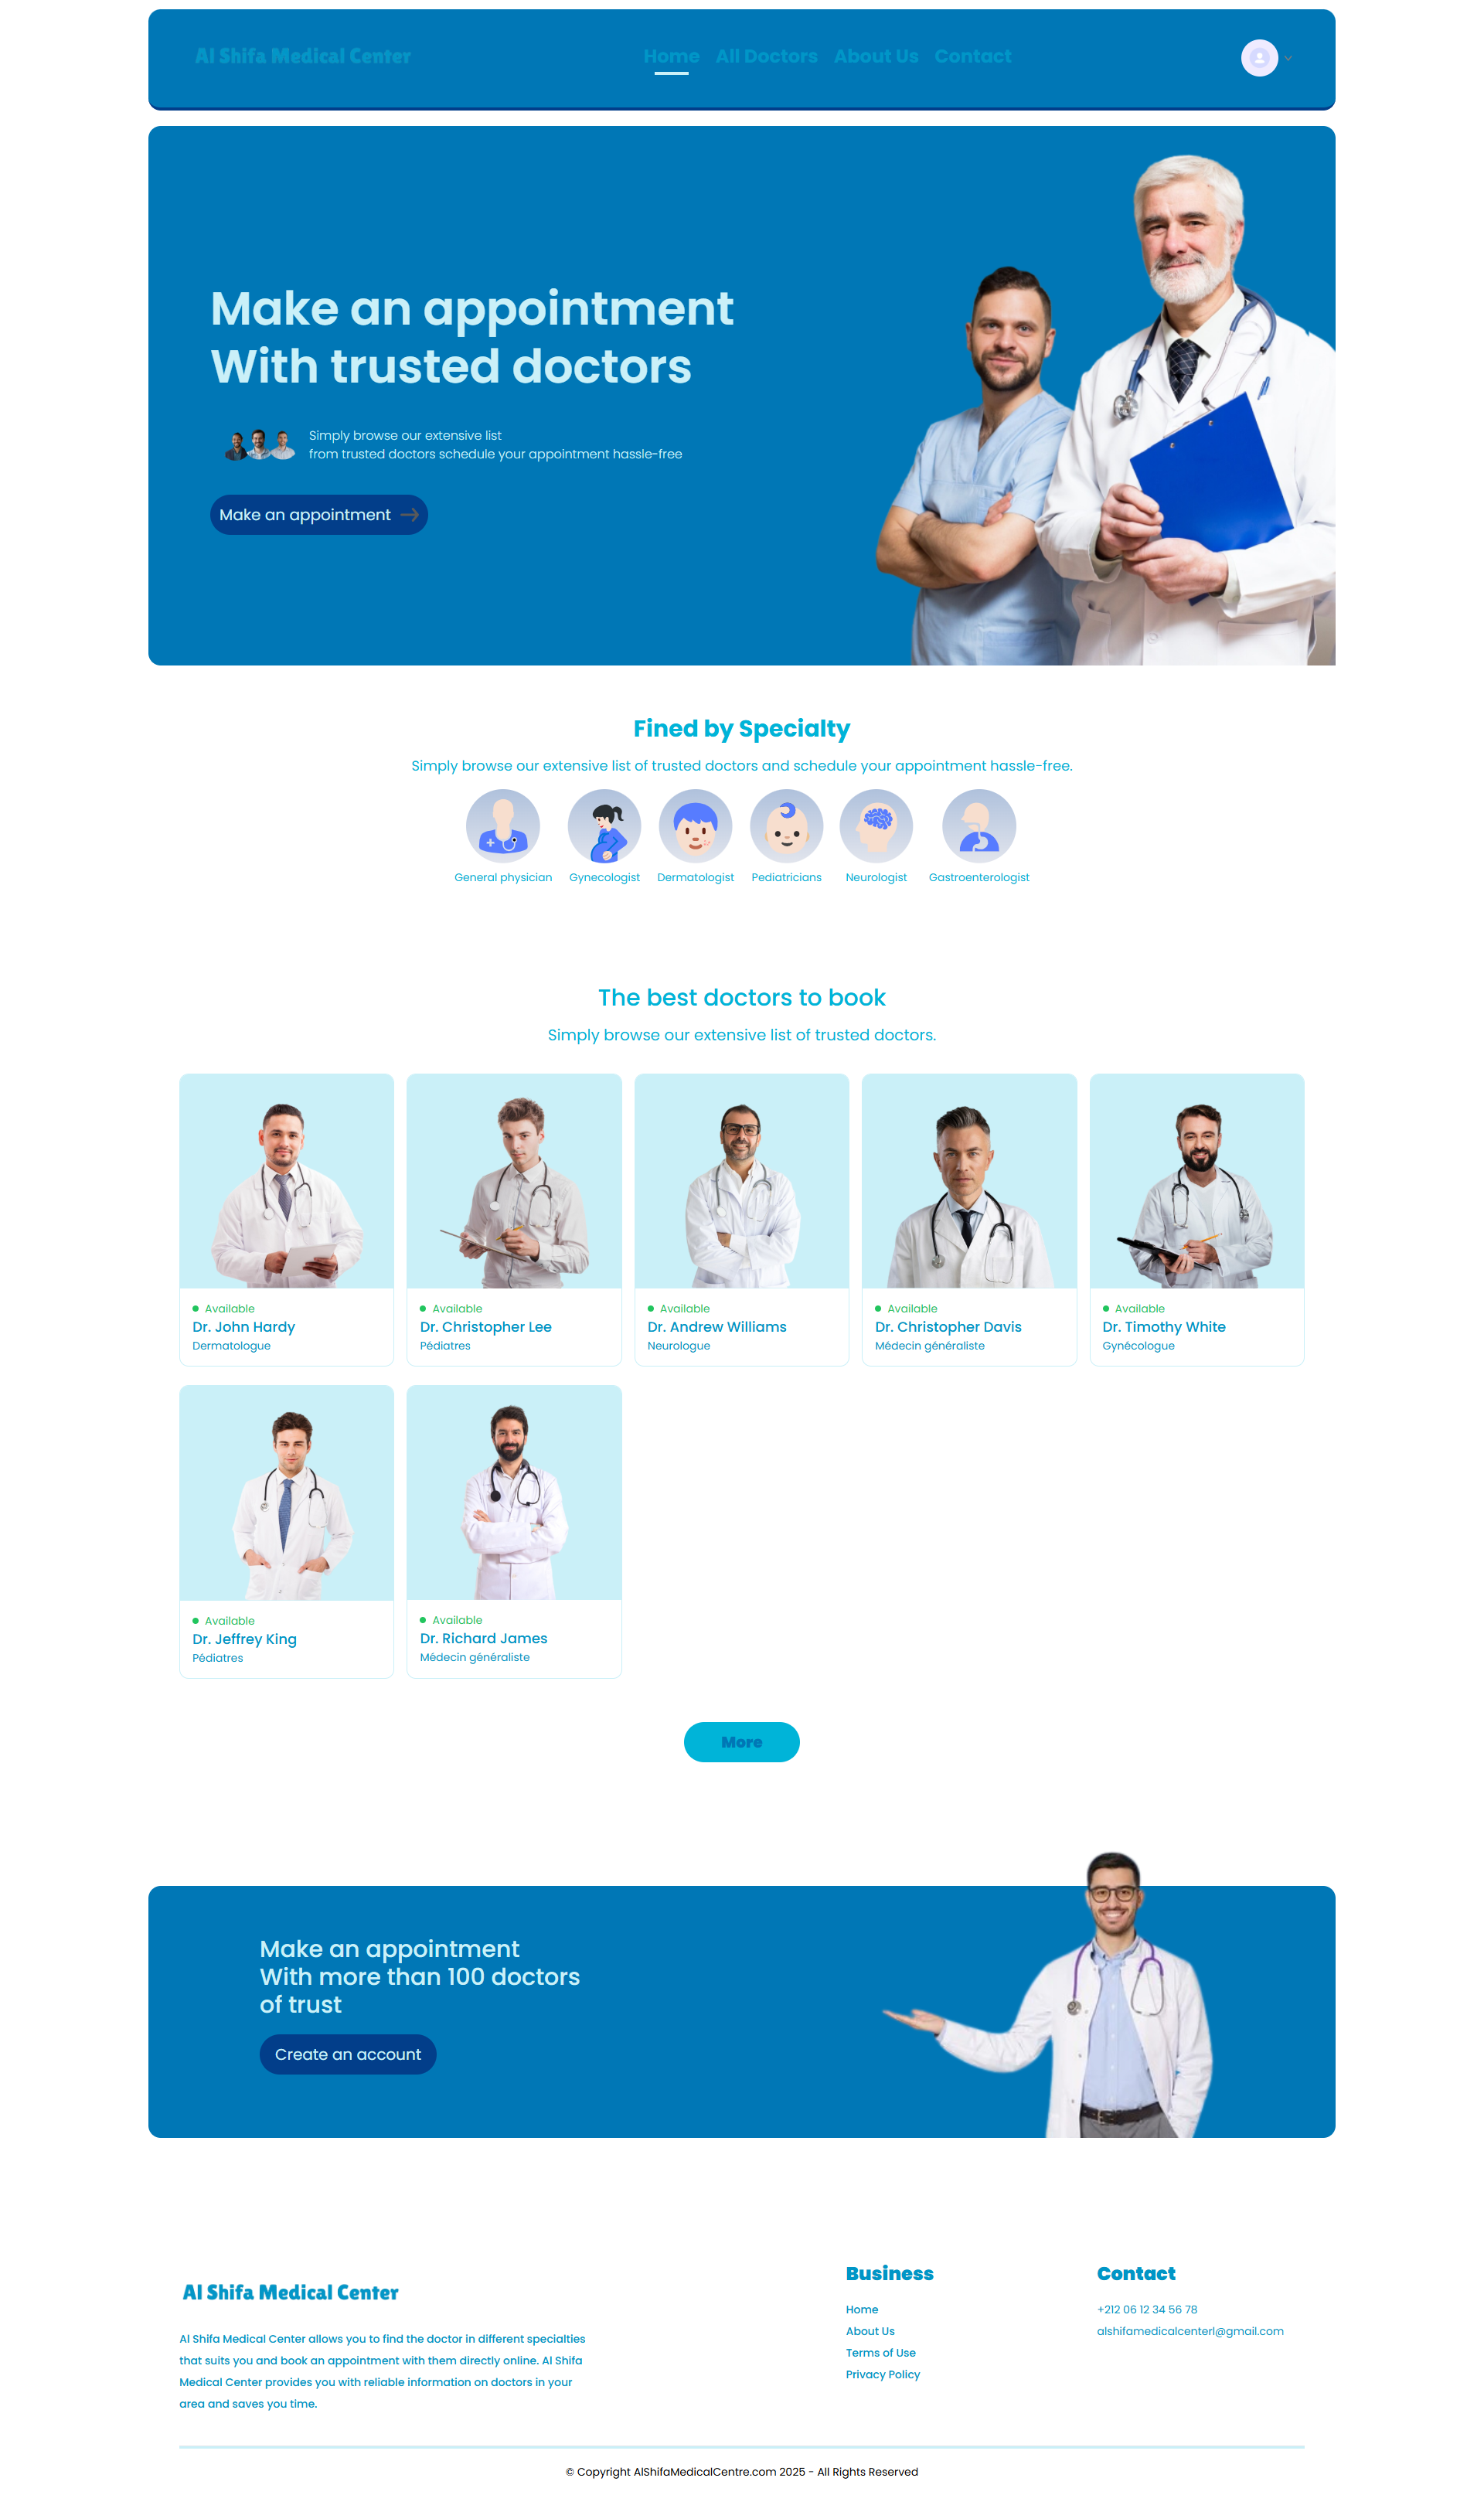 Al Shifa Medical Center
Home All Doctors About Us Contact
Make an appointment
With trusted doctors
Simply browse our extensive list
from trusted doctors schedule your appointment hassle-free
Make an appointment
Fined by Specialty
Simply browse our extensive list of trusted doctors and schedule your appointment hassle-free.
General physician Gynecologist Dermatologist Pediatricians Neurologist Gastroenterologist
The best doctors to book
Simply browse our extensive list of trusted doctors.
Available
Dr. John Hardy
Dermatologue
Available
Dr. Christopher Lee
Pédiatres
Available
Dr. Andrew Williams
Neurologue
Available
Dr. Christopher Davis
Médecin généraliste
Available
Dr. Timothy White
Gynécologue
Available
Dr. Jeffrey King
Pédiatres
Available
Dr. Richard James
Médecin généraliste
More
Make an appointment
With more than 100 doctors
of trust
Create an account
Al Shifa Medical Center
Al Shifa Medical Center allows you to find the doctor in different specialties
that suits you and book an appointment with them directly online. Al Shifa
Medical Center provides you with reliable information on doctors in your
area and saves you time.
Business
Home
About Us
Terms of Use
Privacy Policy
Contact
+212 06 12 34 56 78
alshifamedicalcenterl@gmail.com
© Copyright AlShifaMedicalCentre.com 2025 - All Rights Reserved